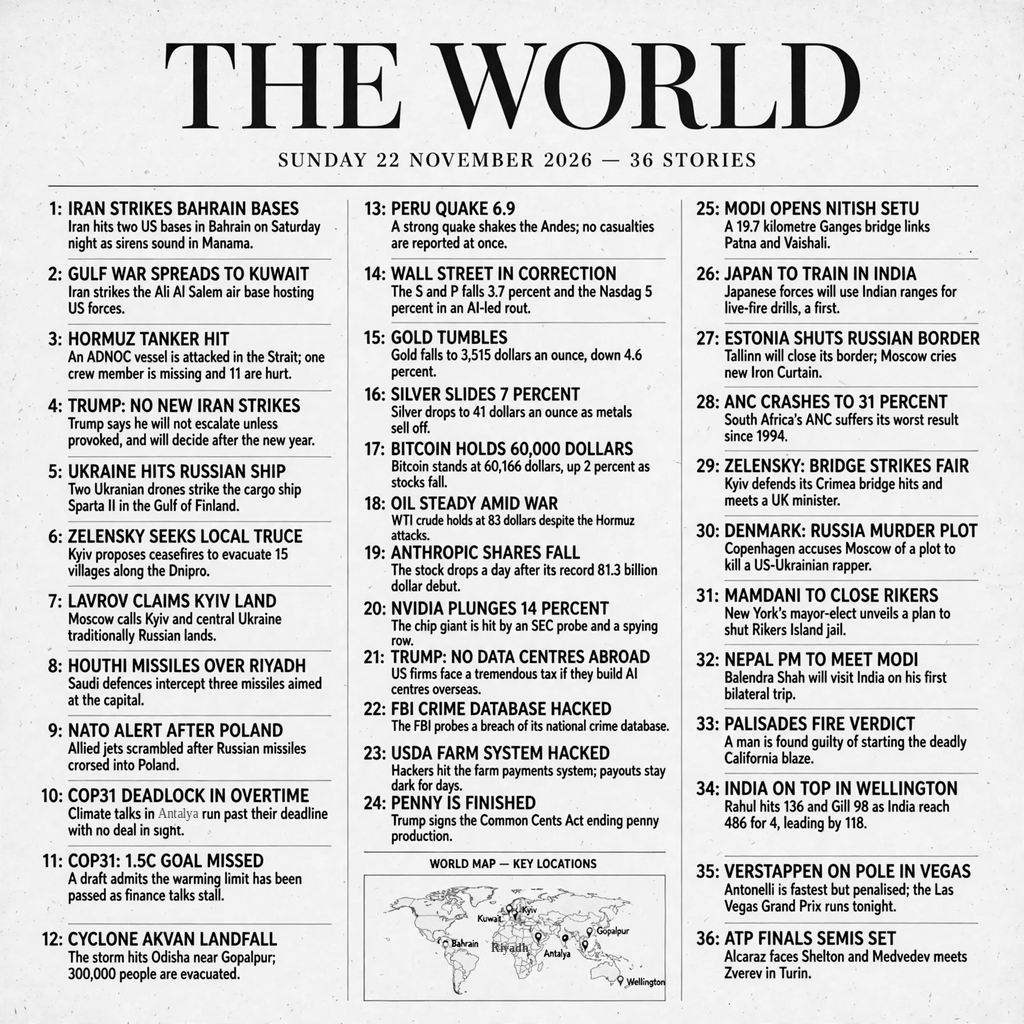 THE WORLD
SUNDAY 22 NOVEMBER 2026 — 36 STORIES
1: IRAN STRIKES BAHRAIN BASES
Iran hits two US bases in Bahrain on Saturday
night as sirens sound in Manama.
2: GULF WAR SPREADS TO KUWAIT
Iran strikes the Ali Al Salem air base hosting
US forces.
3: HORMUZ TANKER HIT
An ADNOC vessel is attacked in the Strait; one
crew member is missing and 11 are hurt.
4: TRUMP: NO NEW IRAN STRIKES
Trump says he will not escalate unless
provoked, and will decide after the new year.
5: UKRAINE HITS RUSSIAN SHIP
Two Ukranian drones strike the cargo ship
Sparta II in the Gulf of Finland.
6: ZELENSKY SEEKS LOCAL TRUCE
Kyiv proposes ceasefires to evacuate 15
villages along the Dnipro.
7: LAVROV CLAIMS KYIV LAND
Moscow calls Kyiv and central Ukraine
traditionally Russian lands.
8: HOUTHI MISSILES OVER RIYADH
Saudi defences intercept three missiles aimed
at the capital.
9: NATO ALERT AFTER POLAND
Allied jets scrambled after Russian missiles
crorsed into Poland.
10: COP31 DEADLOCK IN OVERTIME
Climate talks in Antalya run past their deadline
with no deal in sıght.
11: COP31: 1.5C GOAL MISSED
A draft admits the warming limit has been
passed as finance talks stall.
12: CYCLONE AKVAN LANDFALL
The storm hits Odisha near Gopalpur;
300,000 people are evacuated.
13: PERU QUAKE 6.9
A strong quake shakes the Andes; no casualties
are reported at once.
14: WALL STREET IN CORRECTION
The S and P falls 3.7 percent and the Nasdag 5
percent in an AI-led rout.
15: GOLD TUMBLES
Gold falls to 3,515 dollars an ounce, down 4.6
percent.
16: SILVER SLIDES 7 PERCENT
Silver drops to 41 dollars an ounce as metals
sell off.
17: BITCOIN HOLDS 60,000 DOLLARS
Bitcoin stands at 60,166 dollars, up 2 percent as
stocks fall.
18: OIL STEADY AMID WAR
WTI crude holds at 83 dollars despite the Hormuz
attacks.
19: ANTHROPIC SHARES FALL
The stock drops a day after its record 81.3 billion
dollar debut.
20: NVIDIA PLUNGES 14 PERCENT
The chip giant is hit by an SEC probe and a spying
row.
21: TRUMP: NO DATA CENTRES ABROAD
US firms face a tremendous tax if they build AI
centres overseas.
22: FBI CRIME DATABASE HACKED
The FBI probes a breach of its national crime database.
23: USDA FARM SYSTEM HACKED
Hackers hit the farm payments system; payouts stay
dark for days.
24: PENNY IS FINISHED
Trump signs the Common Cents Act ending penny
production.
WORLD MAP — KEY LOCATIONS
Kuwait
Kyiv
Gopalpur
Bahrain
Riyadh
Antalya
Wellington
25: MODI OPENS NITISH SETU
A 19.7 kilometre Ganges bridge links
Patna and Vaishali.
26: JAPAN TO TRAIN IN INDIA
Japanese forces will use Indian ranges for
live-fire drills, a first.
27: ESTONIA SHUTS RUSSIAN BORDER
Tallinn will close its border; Moscow cries
new Iron Curtain.
28: ANC CRASHES TO 31 PERCENT
South Africa's ANC suffers its worst result
since 1994.
29: ZELENSKY: BRIDGE STRIKES FAIR
Kyiv defends its Crimea bridge hits and
meets a UK minister.
30: DENMARK: RUSSIA MURDER PLOT
Copenhagen accuses Moscow of a plot to
kill a US-Ukrainian rapper.
31: MAMDANI TO CLOSE RIKERS
New York's mayor-elect unveils a plan to
shut Rikers Island jail.
32: NEPAL PM TO MEET MODI
Balendra Shah will visit India on his first
bilateral trip.
33: PALISADES FIRE VERDICT
A man is found guilty of starting the deadly
California blaze.
34: INDIA ON TOP IN WELLINGTON
Rahul hits 136 and Gill 98 as India reach
486 for 4, leading by 118.
35: VERSTAPPEN ON POLE IN VEGAS
Antonelli is fastest but penalised; the Las
Vegas Grand Prix runs tonight.
36: ATP FINALS SEMIS SET
Alcaraz faces Shelton and Medvedev meets
Zverev in Turin.